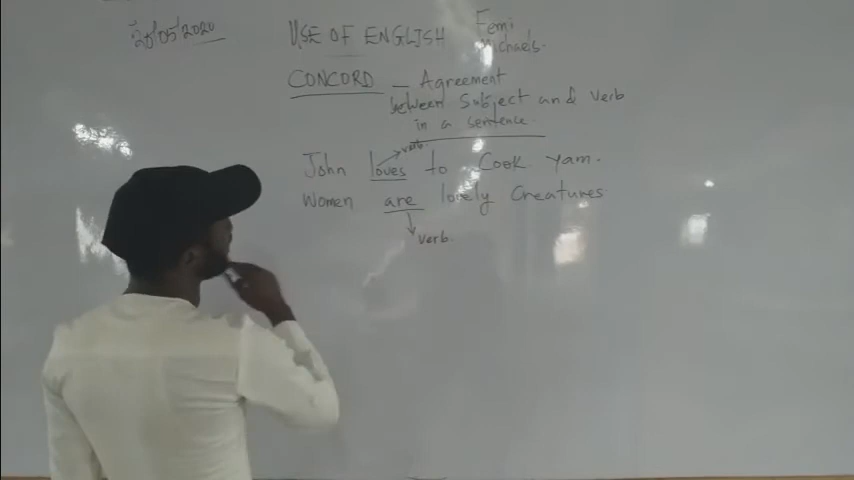 20/05/2020
USE OF ENGLISH
Femi
Michaels.
CONCORD — Agreement
between Subject and verb
in a sentence.
verb.
John loves to Cook yam.
Women are lovely Creatures
verb.